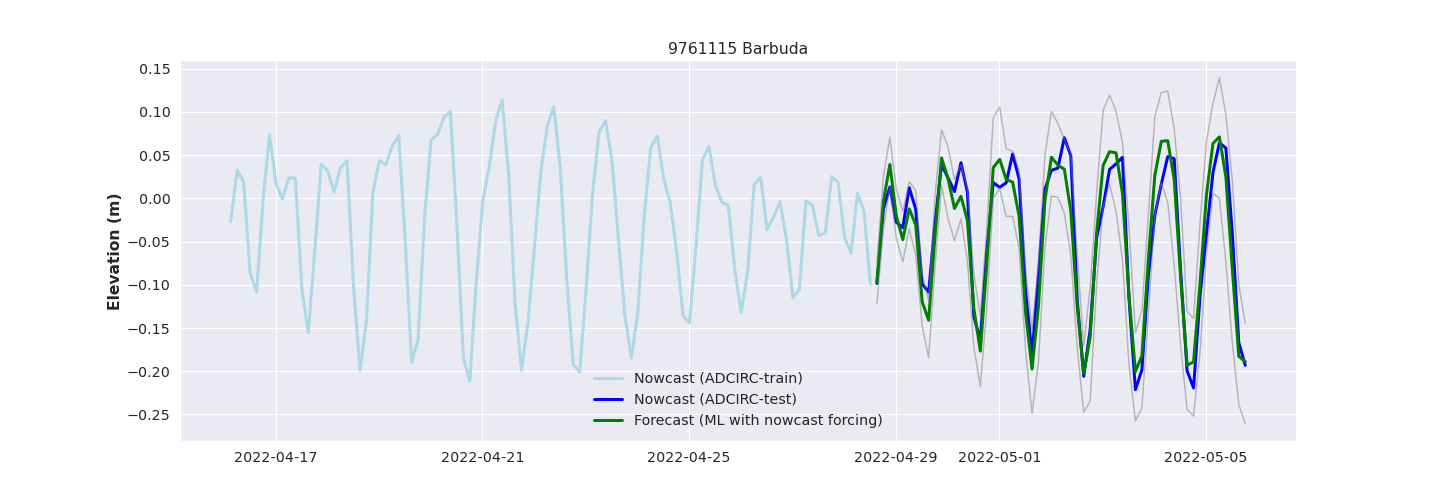 9761115 Barbuda
0.15
0.10
0.05
0.00
−0.05
−0.10
−0.15
−0.20
−0.25
Elevation (m)
Nowcast (ADCIRC-train)
Nowcast (ADCIRC-test)
Forecast (ML with nowcast forcing)
2022-04-17 2022-04-21 2022-04-25 2022-04-29 2022-05-01 2022-05-05